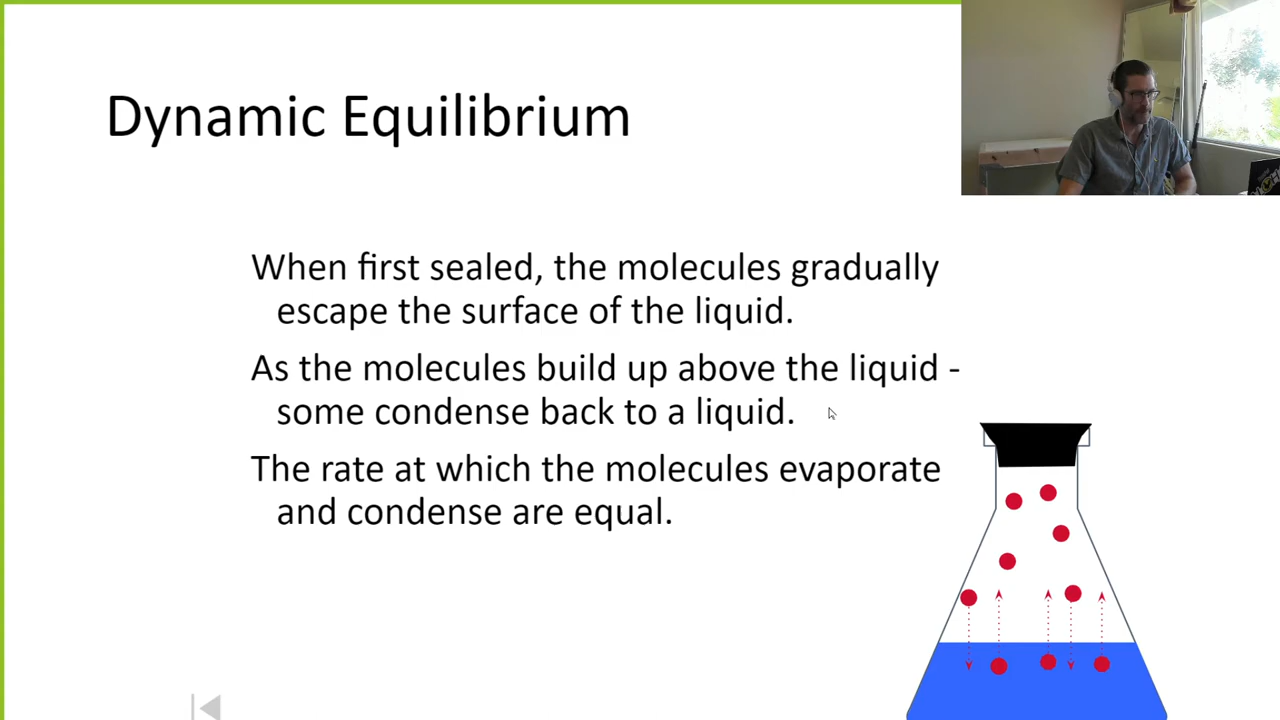 Dynamic Equilibrium
When first sealed, the molecules gradually
escape the surface of the liquid.
As the molecules build up above the liquid -
some condense back to a liquid.
The rate at which the molecules evaporate
and condense are equal.